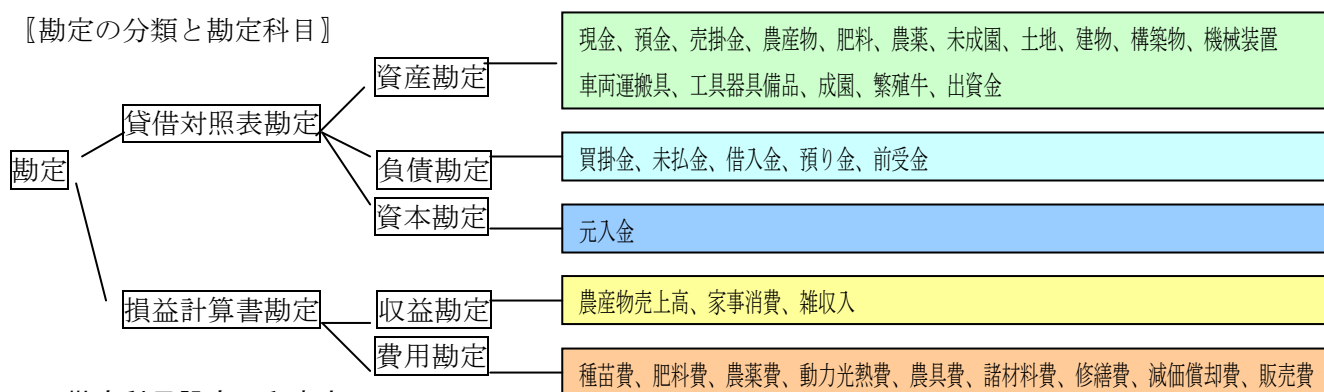 〖勘定の分類と勘定科目〗
現金、預金、売掛金、農産物、肥料、農薬、未成園、土地、建物、構築物、機械装置
車両運搬具、工具器具備品、成園、繁殖牛、出資金
資産勘定
貸借対照表勘定
勘定
負債勘定
買掛金、未払金、借入金、預り金、前受金
資本勘定
元入金
損益計算書勘定
収益勘定
農産物売上高、家事消費、雑収入
費用勘定
種苗費、肥料費、農薬費、動力光熱費、農具費、諸材料費、修繕費、減価償却費、販売費